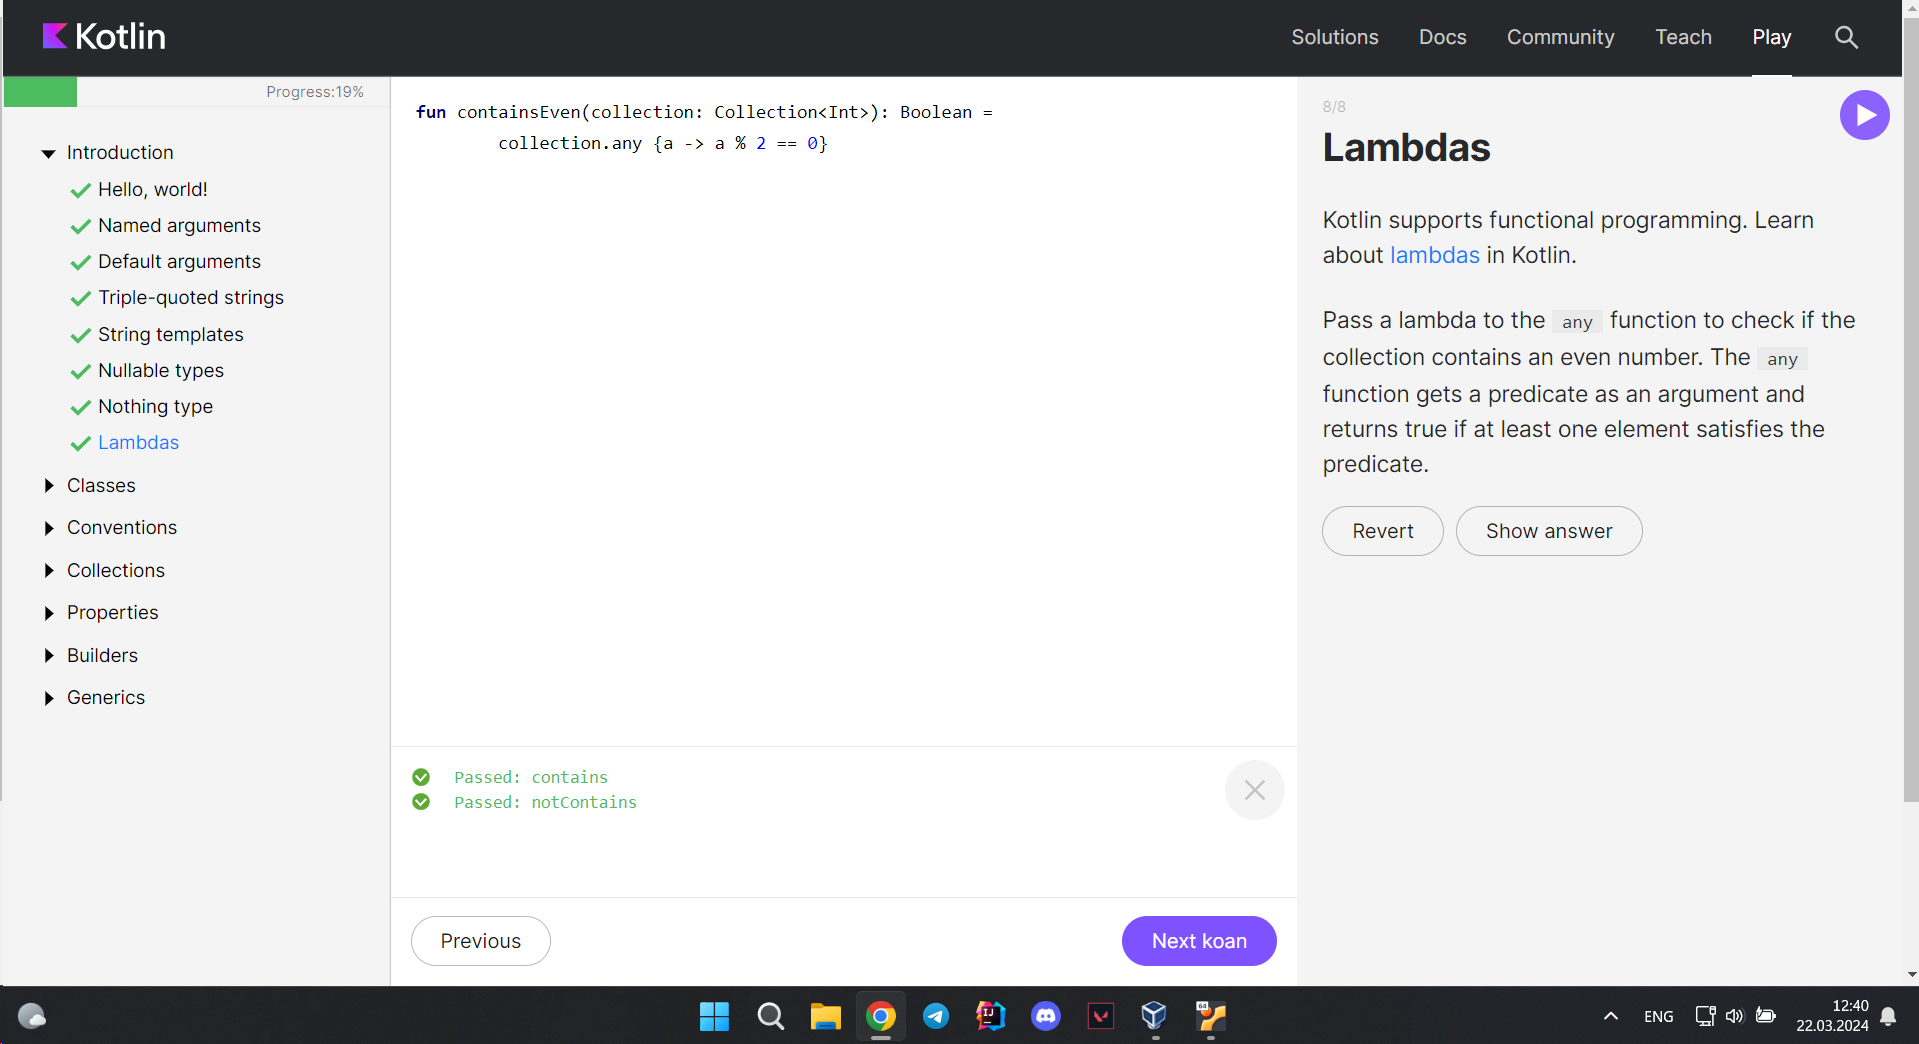 Kotlin
Solutions Docs Community Teach Play
Progress:19%
Introduction
Hello, world!
Named arguments
Default arguments
Triple-quoted strings
String templates
Nullable types
Nothing type
Lambdas
Classes
Conventions
Collections
Properties
Builders
Generics
fun containsEven(collection: Collection<Int>): Boolean =
collection.any {a -> a % 2 == 0}
Passed: contains
Passed: notContains
Previous
Next koan
8/8
Lambdas
Kotlin supports functional programming. Learn
about lambdas in Kotlin.
Pass a lambda to the any function to check if the
collection contains an even number. The any
function gets a predicate as an argument and
returns true if at least one element satisfies the
predicate.
Revert
Show answer
IJ
64
ENG
12:40
22.03.2024